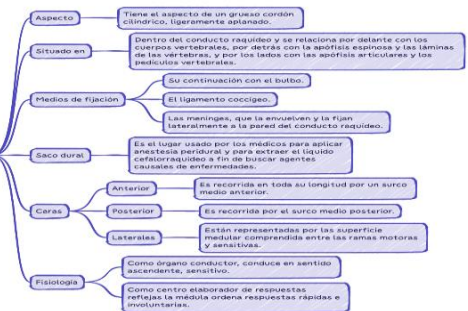 Aspecto
Tiene el aspecto de un grueso cordón
cilíndrico, ligeramente aplanado.
Situado en
Dentro del conducto raquídeo y se relaciona por delante con los
cuerpos vertebrales, por detrás con la apófisis espinosa y las láminas
de las vértebras, y por los lados con las apófisis articulares y los
pedículos vertebrales.
Medios de fijación
Su continuación con el bulbo.
El ligamento coccígeo.
Las meninges, que la envuelven y la fijan
lateralmente a la pared del conducto raquídeo.
Saco dural
Es el lugar usado por los médicos para aplicar
anestesia peridural y para extraer el líquido
cefalorraquídeo a fin de buscar agentes
causales de enfermedades.
Caras
Anterior
Es recorrida en toda su longitud por un surco
medio anterior.
Posterior
Es recorrida por el surco medio posterior.
Laterales
Están representadas por las superficie
medular comprendida entre las ramas motoras
y sensitivas.
Fisiología
Como órgano conductor, conduce en sentido
ascendente, sensitivo.
Como centro elaborador de respuestas
reflejas la médula ordena respuestas rápidas e
involuntarias.